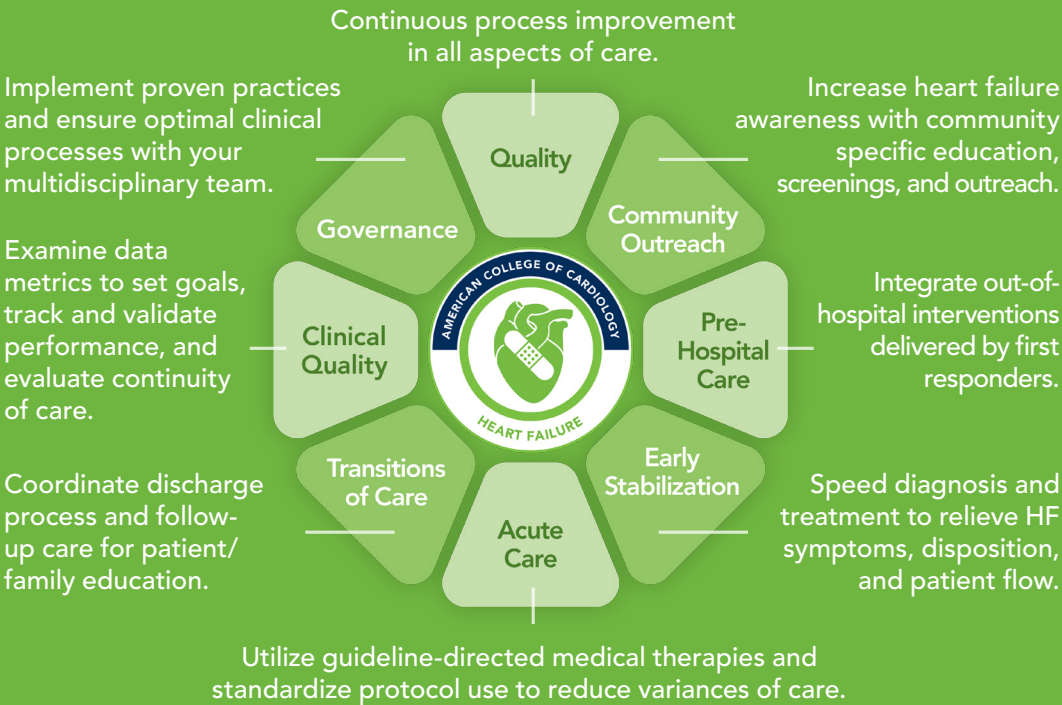 Continuous process improvement
in all aspects of care.
Implement proven practices
and ensure optimal clinical
processes with your
multidisciplinary team.
Increase heart failure
awareness with community
specific education,
screenings, and outreach.
Quality
Governance
Community
Outreach
Examine data
metrics to set goals,
track and validate
performance, and
evaluate continuity
of care.
Clinical
Quality
AMERICAN COLLEGE OF CARDIOLOGY
HEART FAILURE
Pre-
Hospital
Care
Integrate out-of-
hospital interventions
delivered by first
responders.
Transitions
of Care
Early
Stabilization
Coordinate discharge
process and follow-
up care for patient/
family education.
Acute
Care
Speed diagnosis and
treatment to relieve HF
symptoms, disposition,
and patient flow.
Utilize guideline-directed medical therapies and
standardize protocol use to reduce variances of care.